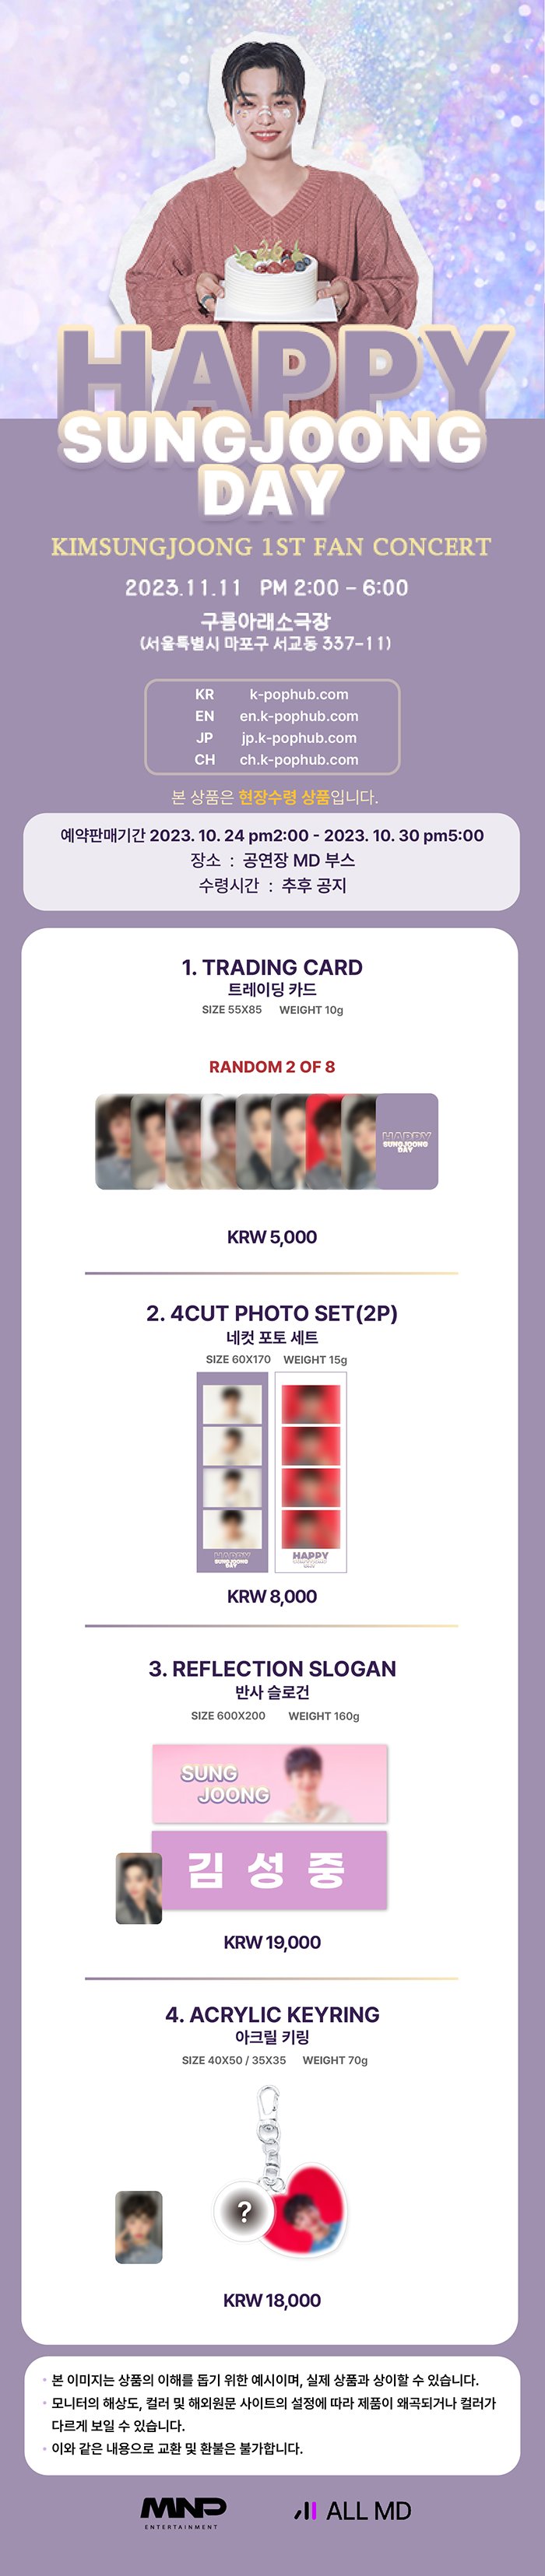 HAPPY
SUNGJOONG
DAY
KIMSUNGJOONG 1ST FAN CONCERT
2023.11.11 PM 2:00 - 6:00
구름아래소극장
(서울특별시 마포구 서교동 337-11)
KR k-pophub.com
EN en.k-pophub.com
JP jp.k-pophub.com
CH ch.k-pophub.com
본 상품은 현장수령 상품입니다.
예약판매기간 2023. 10. 24 pm2:00 - 2023. 10. 30 pm5:00
장소 : 공연장 MD 부스
수령시간 : 추후 공지
1. TRADING CARD
트레이딩 카드
SIZE 55X85 WEIGHT 10g
RANDOM 2 OF 8
HAPPY
SUNGJOONG
DAY
KRW 5,000
2. 4CUT PHOTO SET(2P)
네컷 포토 세트
SIZE 60X170 WEIGHT 15g
HAPPY
SUNGJOONG
DAY
HAPPY
KRW 8,000
3. REFLECTION SLOGAN
반사 슬로건
SIZE 600X200 WEIGHT 160g
SUNG
JOONG
김성중
KRW 19,000
4. ACRYLIC KEYRING
아크릴 키링
SIZE 40X50 / 35X35 WEIGHT 70g
?
KRW 18,000
• 본 이미지는 상품의 이해를 돕기 위한 예시이며, 실제 상품과 상이할 수 있습니다.
• 모니터의 해상도, 컬러 및 해외원문 사이트의 설정에 따라 제품이 왜곡되거나 컬러가
다르게 보일 수 있습니다.
• 이와 같은 내용으로 교환 및 환불은 불가합니다.
MNP
ENTERTAINMENT
ALL MD